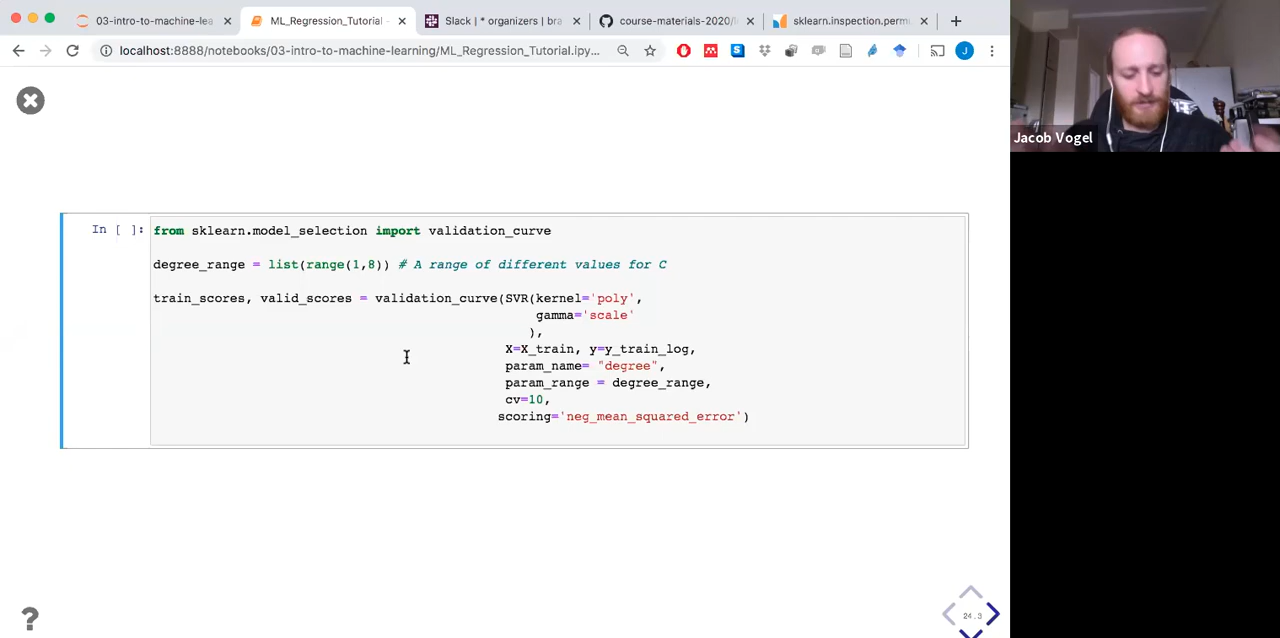 03-intro-to-machine-lea
ML_Regression_Tutorial
Slack | * organizers | bra
course-materials-2020/
sklearn.inspection.perm
localhost:8888/notebooks/03-intro-to-machine-learning/ML_Regression_Tutorial.ipy...
S
J
Jacob Vogel
In [ ]:
from sklearn.model_selection import validation_curve
degree_range = list(range(1,8)) # A range of different values for C
train_scores, valid_scores = validation_curve(SVR(kernel='poly',
gamma='scale'
),
X=X_train, y=y_train_log,
param_name= "degree",
param_range = degree_range,
cv=10,
scoring='neg_mean_squared_error')
24.3
?